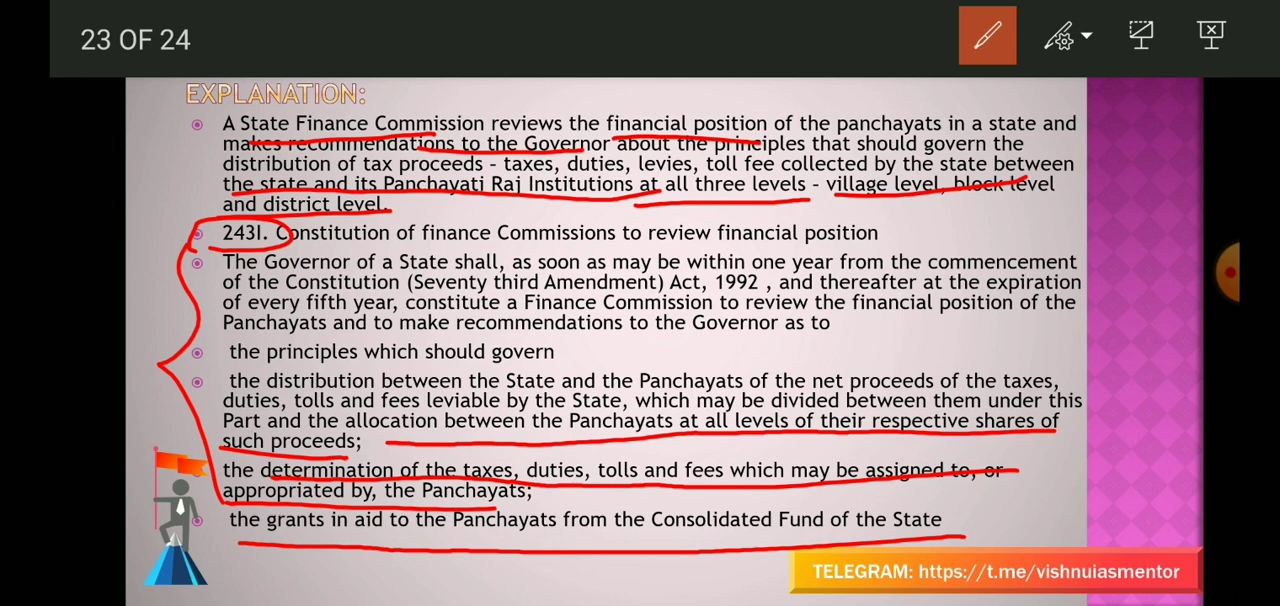 23 OF 24
EXPLANATION:
A State Finance Commission reviews the financial position of the panchayats in a state and
makes recommendations to the Governor about the principles that should govern the
distribution of tax proceeds – taxes, duties, levies, toll fee collected by the state between
the state and its Panchayati Raj Institutions at all three levels – village level, block level
and district level.
243I. Constitution of finance Commissions to review financial position
The Governor of a State shall, as soon as may be within one year from the commencement
of the Constitution (Seventy third Amendment) Act, 1992 , and thereafter at the expiration
of every fifth year, constitute a Finance Commission to review the financial position of the
Panchayats and to make recommendations to the Governor as to
the principles which should govern
the distribution between the State and the Panchayats of the net proceeds of the taxes,
duties, tolls and fees leviable by the State, which may be divided between them under this
Part and the allocation between the Panchayats at all levels of their respective shares of
such proceeds;
the determination of the taxes, duties, tolls and fees which may be assigned to, or
appropriated by, the Panchayats;
the grants in aid to the Panchayats from the Consolidated Fund of the State
TELEGRAM: https://t.me/vishnuiasmentor